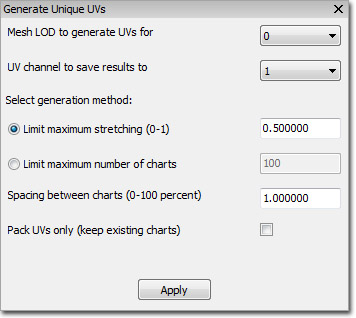 Generate Unique UVs
Mesh LOD to generate UVs for 0
UV channel to save results to 1
Select generation method:
Limit maximum stretching (0-1) 0.500000
Limit maximum number of charts 100
Spacing between charts (0-100 percent) 1.000000
Pack UVs only (keep existing charts)
Apply